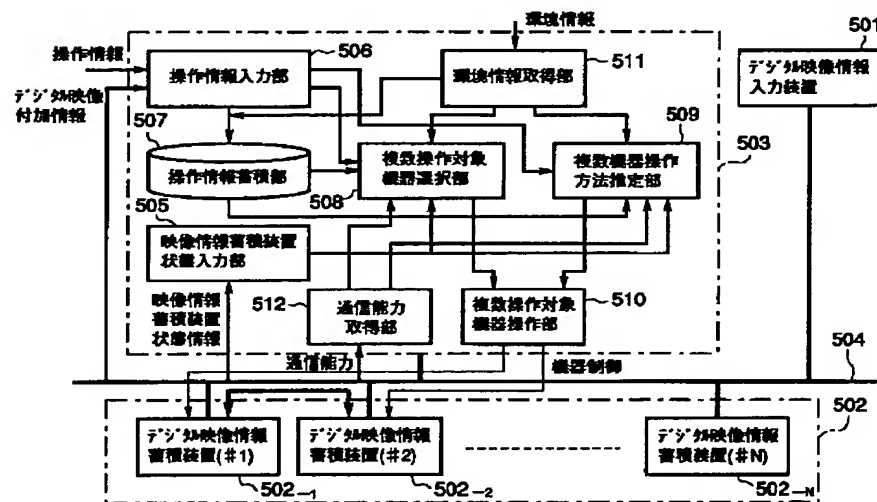 環境情報
操作情報
デジタル映像
付加情報
506
操作情報入力部
511
環境情報取得部
501
デジタル映像情報
入力装置
507
操作情報蓄積部
508
複数操作対象
機器選択部
509
複数機器操作
方法推定部
503
505
映像情報蓄積装置
状態入力部
映像情報
蓄積装置
状態情報
512
通信能力
取得部
複数操作対象
機器操作部
510
通信能力
機器制御
504
デジタル映像情報
蓄積装置(#1)
502-1
デジタル映像情報
蓄積装置(#2)
502-2
デジタル映像情報
蓄積装置(#N)
502-N
502